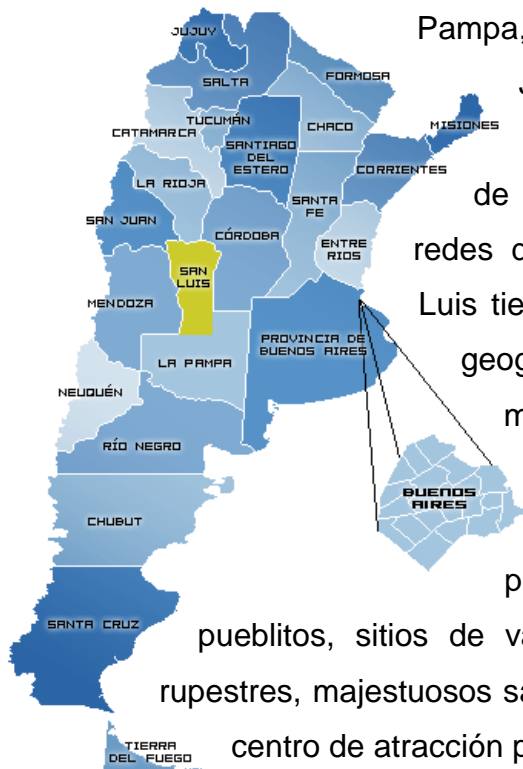 Pampa,
JUJUY
SALTA
FORMOSA
MISIONES
TUCUMÁN
CHACO
CATAMARCA
SANTIAGO
DEL
ESTERO
CORRIENTES
LA RIOJA
SANTA
FE
de
SAN JUAN
CÓRDOBA
ENTRE
RIOS
redes
SAN
LUIS
MENDOZA
Luis tie
PROVINCIA DE
BUENOS AIRES
LA PAMPA
geog
NEUQUÉN
m
RÍO NEGRO
BUENOS
AIRES
CHUBUT
p
SANTA CRUZ
pueblitos, sitios de va
rupestres, majestuosos sa
TIERRA
DEL FUEGO
centro de atracción p